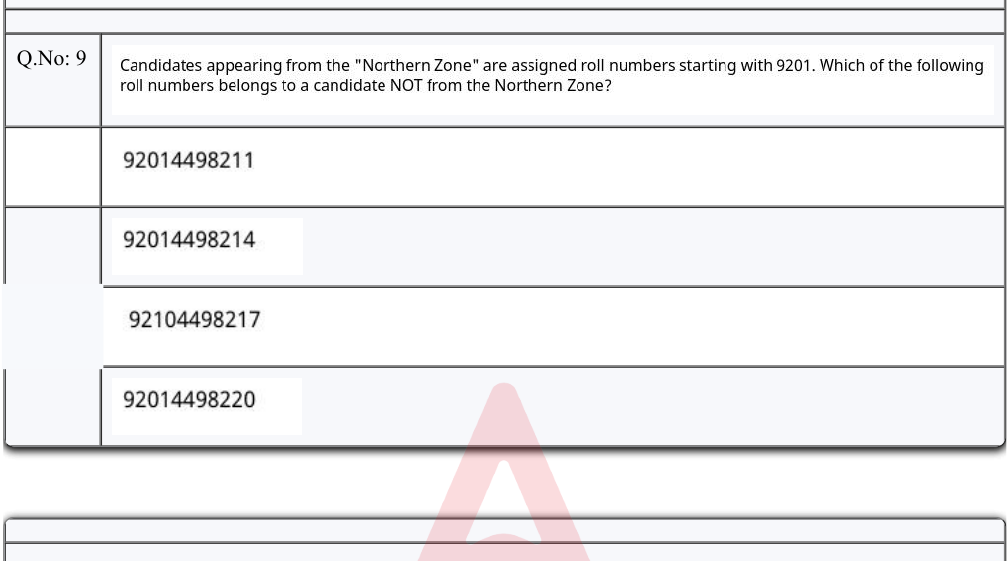 Q.No: 9
Candidates appearing from the "Northern Zone" are assigned roll numbers starting with 9201. Which of the following
roll numbers belongs to a candidate NOT from the Northern Zone?
92014498211
92014498214
92104498217
92014498220